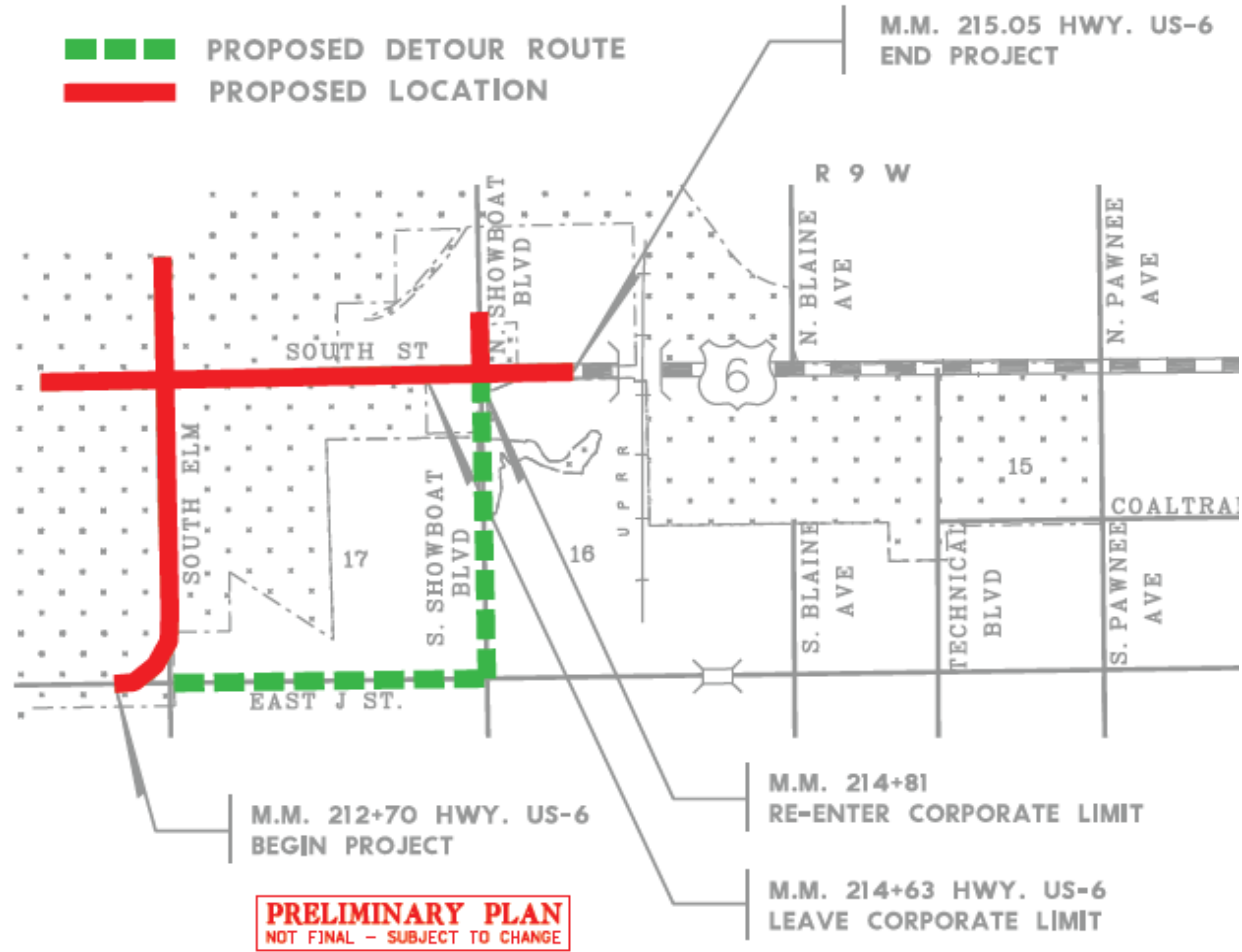 PROPOSED DETOUR ROUTE
PROPOSED LOCATION
M.M. 215.05 HWY. US-6
END PROJECT
R 9 W
N. SHOWBOAT
BLVD
N. BLAINE
AVE
N. PAWNEE
AVE
SOUTH ST
6
SOUTH ELM
17
S. SHOWBOAT
BLVD
16
UPRR
15
COALTRA
S. BLAINE
AVE
TECHNICAL
BLVD
S. PAWNEE
AVE
EAST J ST.
M.M. 212+70 HWY. US-6
BEGIN PROJECT
M.M. 214+81
RE-ENTER CORPORATE LIMIT
M.M. 214+63 HWY. US-6
LEAVE CORPORATE LIMIT
PRELIMINARY PLAN
NOT FINAL - SUBJECT TO CHANGE